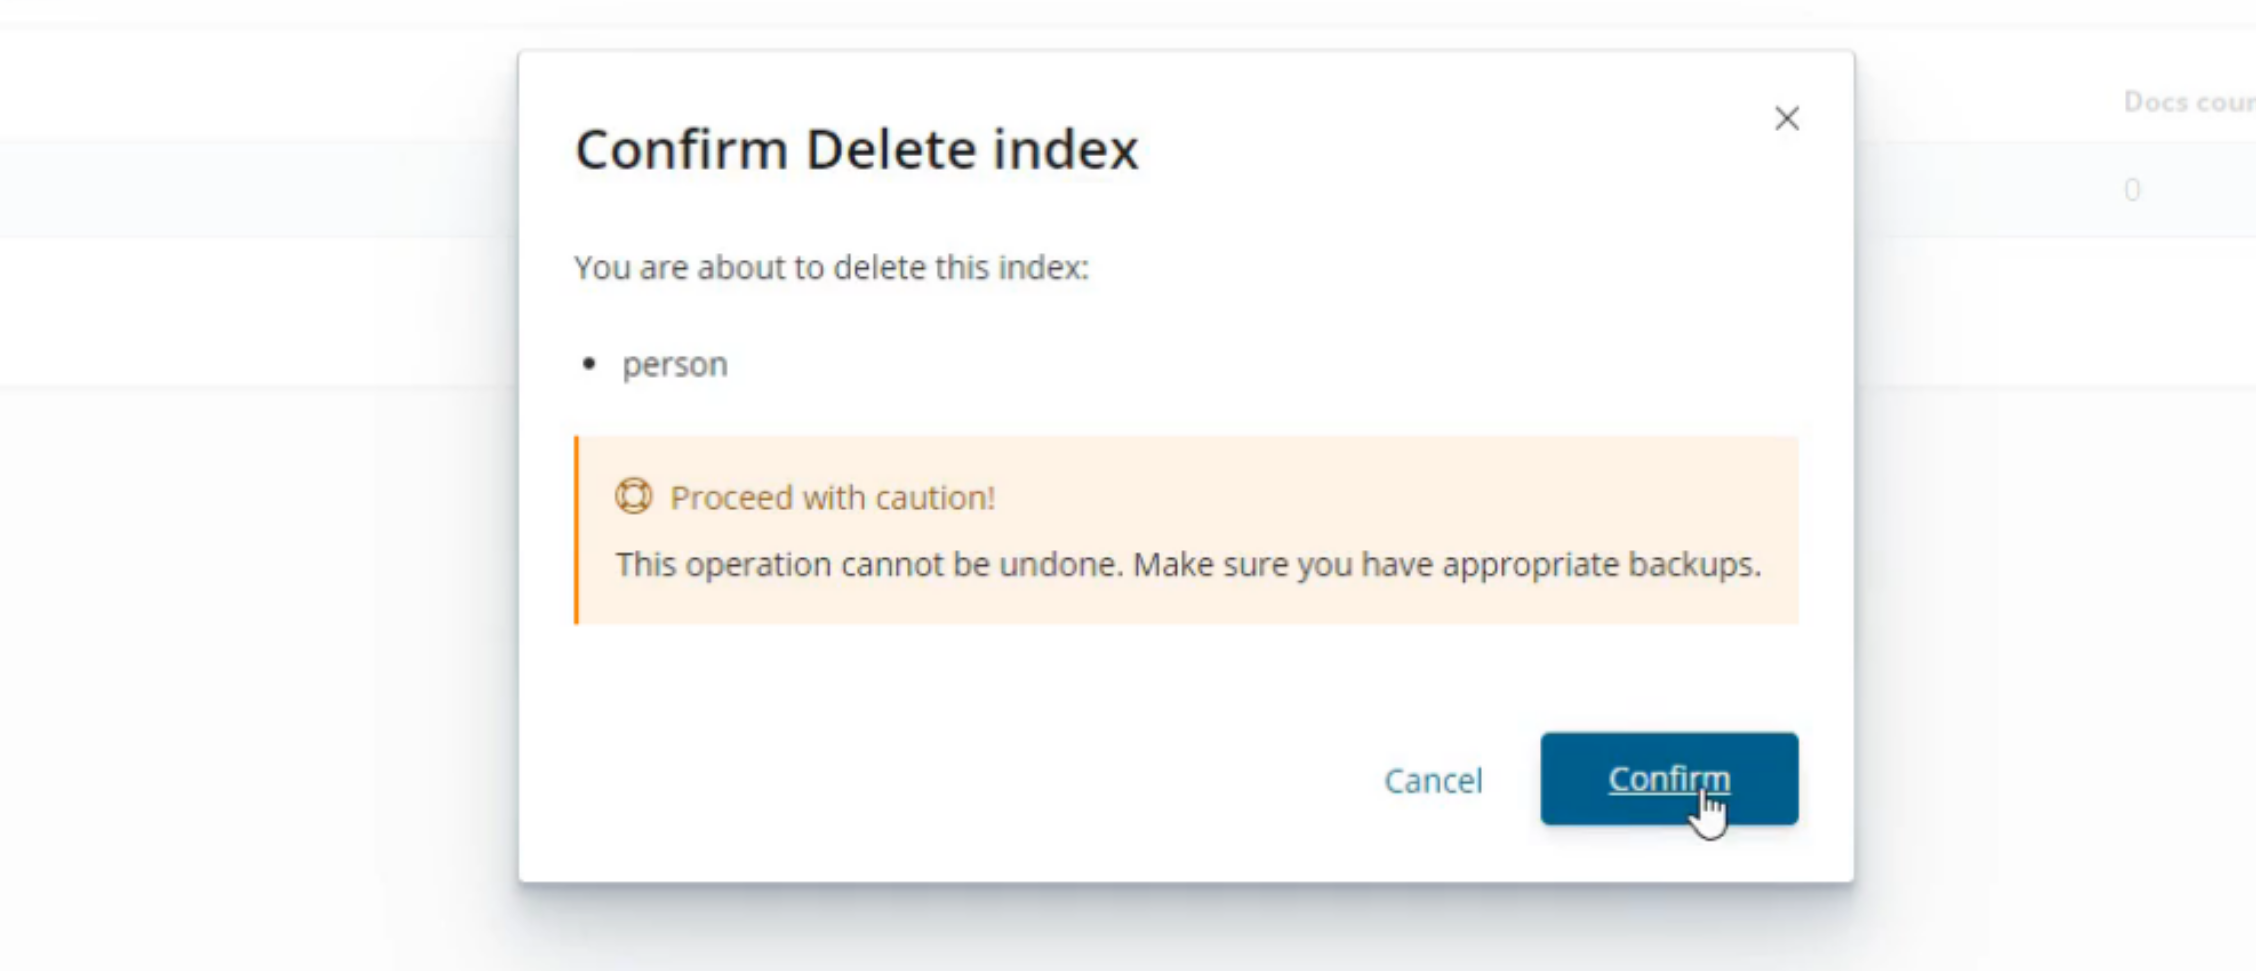 Docs
Confirm Delete index
0
You are about to delete this index:
• person
Proceed with caution!
This operation cannot be undone. Make sure you have appropriate backups.
Cancel
Confirm